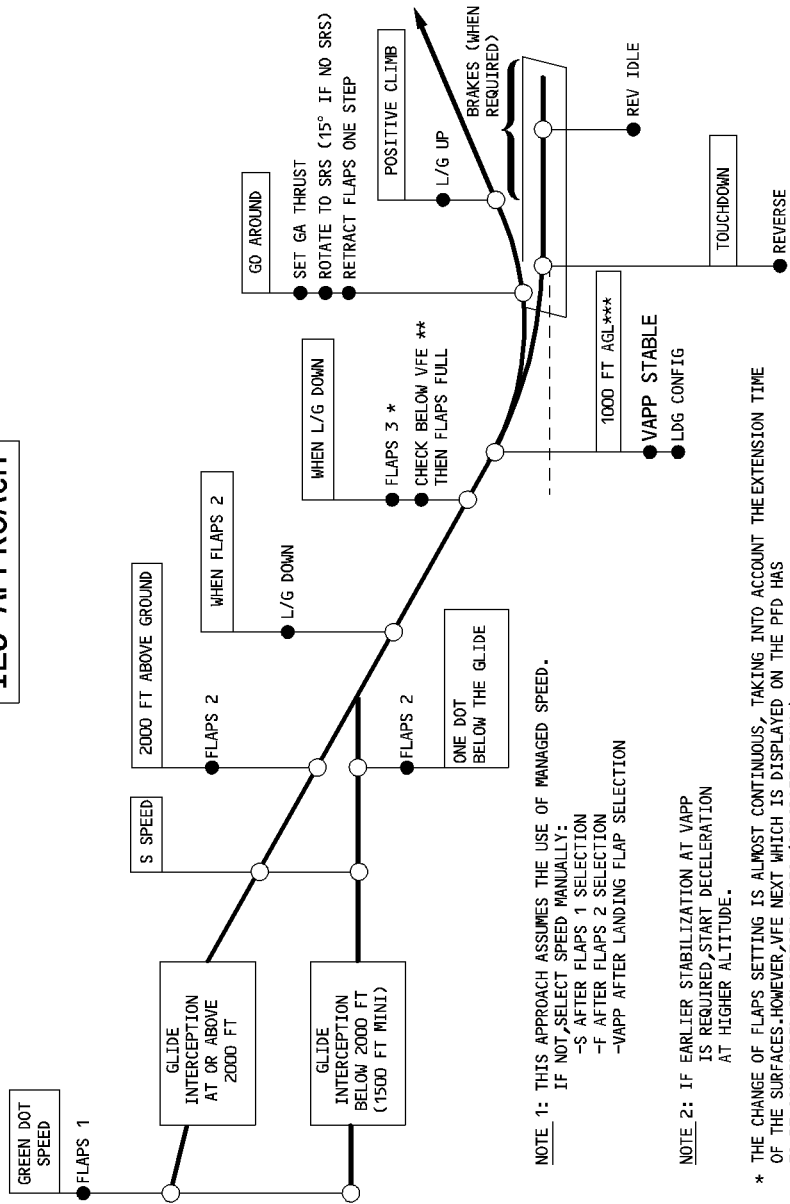 ILS APPROACH
GREEN DOT
SPEED
FLAPS 1
GLIDE
INTERCEPTION
AT OR ABOVE
2000 FT
GLIDE
INTERCEPTION
BELOW 2000 FT
(1500 FT MINI)
S SPEED
2000 FT ABOVE GROUND
FLAPS 2
ONE DOT
BELOW THE GLIDE
FLAPS 2
WHEN FLAPS 2
L/G DOWN
WHEN L/G DOWN
FLAPS 3 *
CHECK BELOW VFE **
THEN FLAPS FULL
1000 FT AGL***
VAPP STABLE
LDG CONFIG
GO AROUND
SET GA THRUST
ROTATE TO SRS (15° IF NO SRS)
RETRACT FLAPS ONE STEP
POSITIVE CLIMB
L/G UP
BRAKES (WHEN
REQUIRED)
REV IDLE
TOUCHDOWN
REVERSE
NOTE 1: THIS APPROACH ASSUMES THE USE OF MANAGED SPEED.
IF NOT,SELECT SPEED MANUALLY:
-S AFTER FLAPS 1 SELECTION
-F AFTER FLAPS 2 SELECTION
-VAPP AFTER LANDING FLAP SELECTION
NOTE 2: IF EARLIER STABILIZATION AT VAPP
IS REQUIRED,START DECELERATION
AT HIGHER ALTITUDE.
* THE CHANGE OF FLAPS SETTING IS ALMOST CONTINUOUS, TAKING INTO ACCOUNT THE EXTENSION TIME
OF THE SURFACES.HOWEVER,VFE NEXT WHICH IS DISPLAYED ON THE PFD HAS